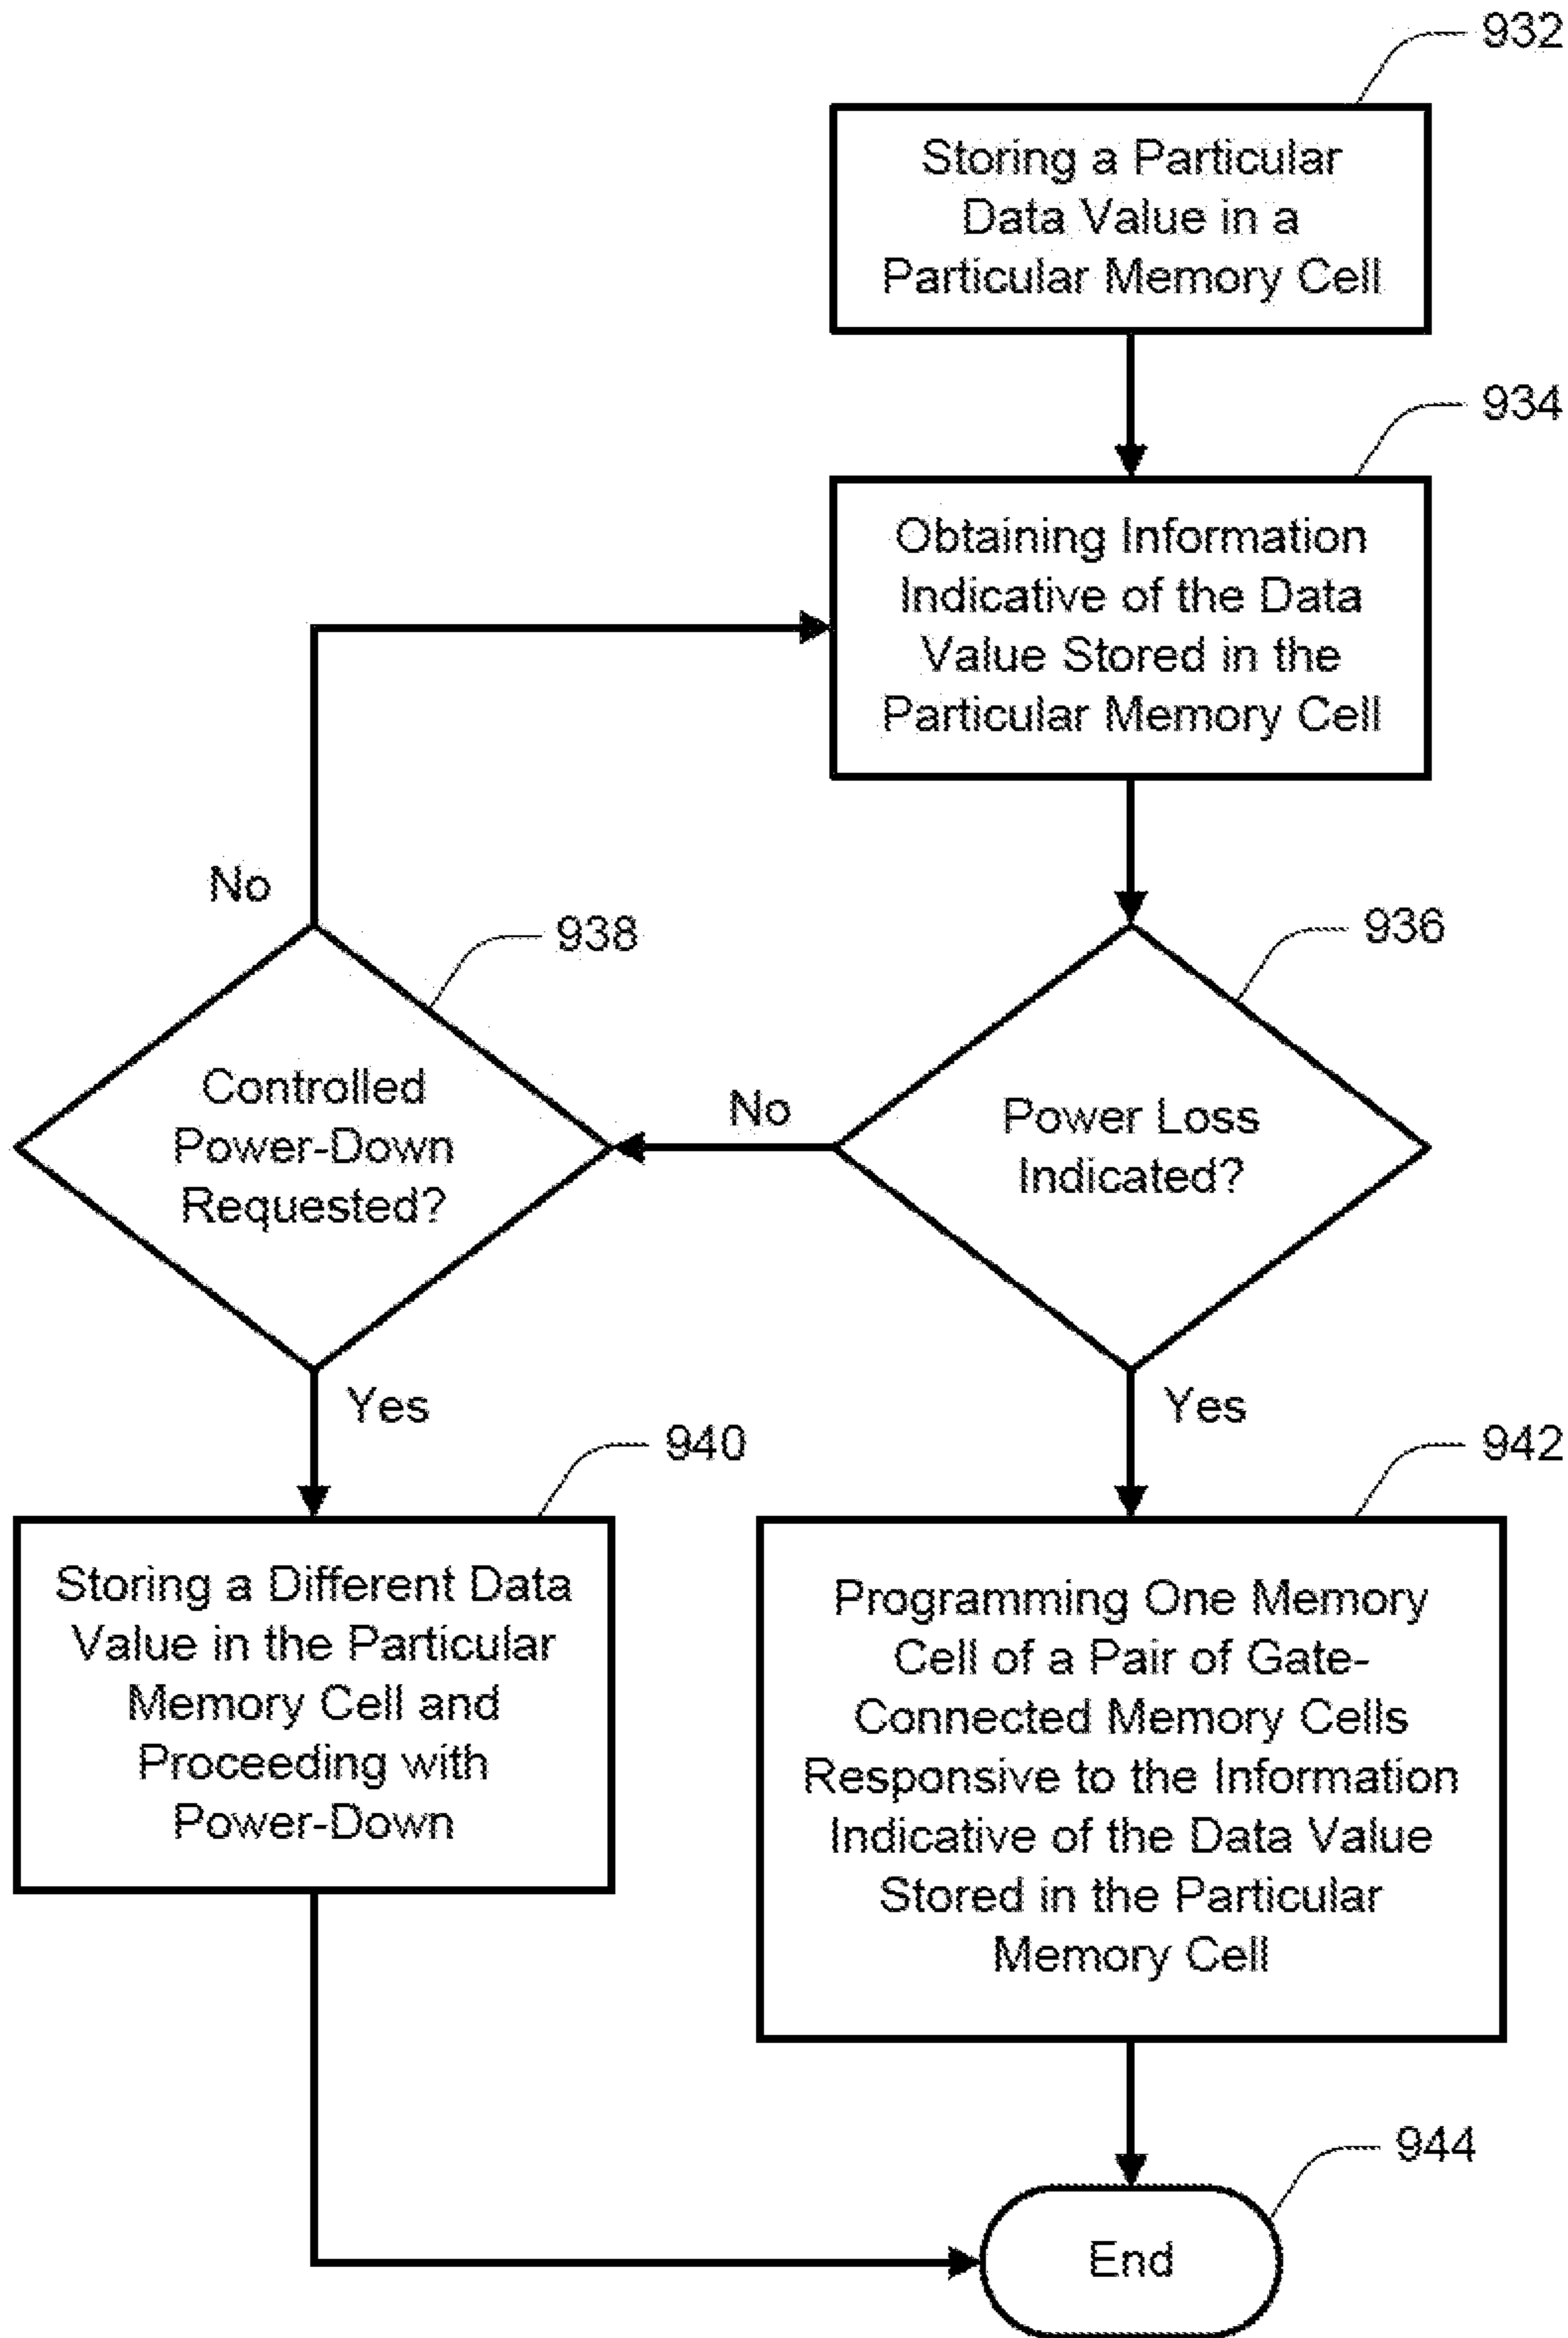 932
Storing a Particular
Data Value in a
Particular Memory Cell
934
Obtaining Information
Indicative of the Data
Value Stored in the
Particular Memory Cell
No
938
936
Controlled
Power-Down
Requested?
No
Power Loss
Indicated?
Yes
Yes
940
942
Storing a Different Data
Value in the Particular
Memory Cell and
Proceeding with
Power-Down
Programming One Memory
Cell of a Pair of Gate-
Connected Memory Cells
Responsive to the Information
Indicative of the Data Value
Stored in the Particular
Memory Cell
944
End